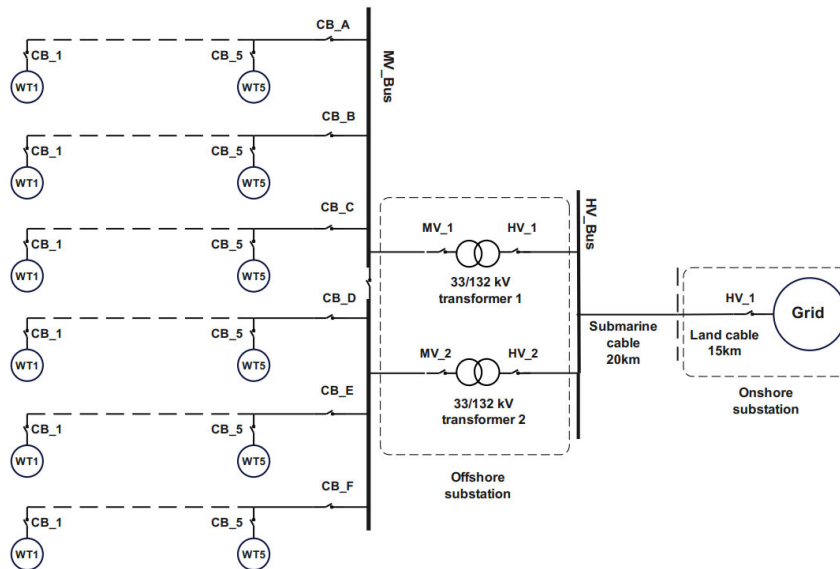 CB_A
CB_1
CB_5
WT1
WT5
MV_Bus
CB_B
CB_1
CB_5
WT1
WT5
CB_C
CB_1
CB_5
WT1
WT5
MV_1
HV_1
33/132 kV
transformer 1
HV_Bus
CB_D
CB_1
CB_5
WT1
WT5
MV_2
HV_2
33/132 kV
transformer 2
Submarine
cable
20km
HV_1
Land cable
15km
Grid
Onshore
substation
CB_E
CB_1
CB_5
WT1
WT5
Offshore
substation
CB_F
CB_1
CB_5
WT1
WT5